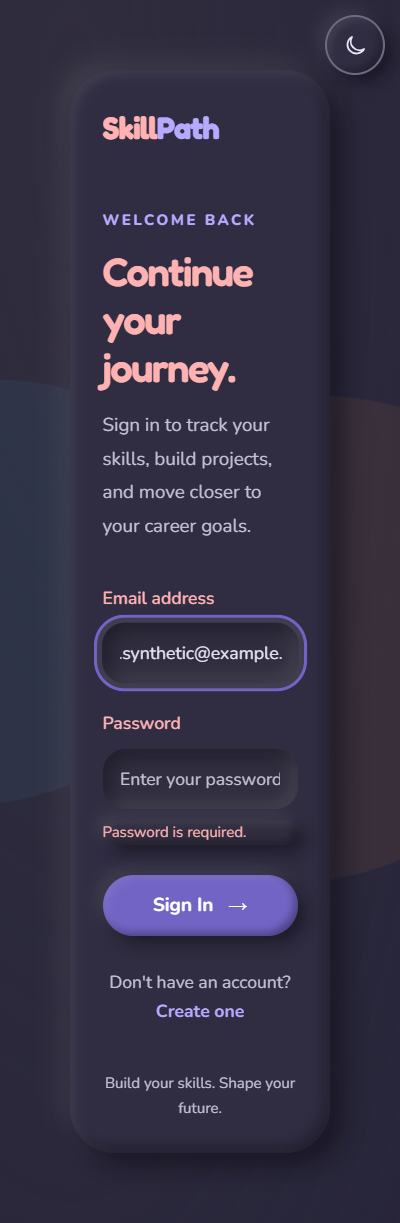 SkillPath
WELCOME BACK
Continue
your
journey.
Sign in to track your
skills, build projects,
and move closer to
your career goals.
Email address
.synthetic@example.
Password
Enter your password
Password is required.
Sign In →
Don't have an account?
Create one
Build your skills. Shape your
future.